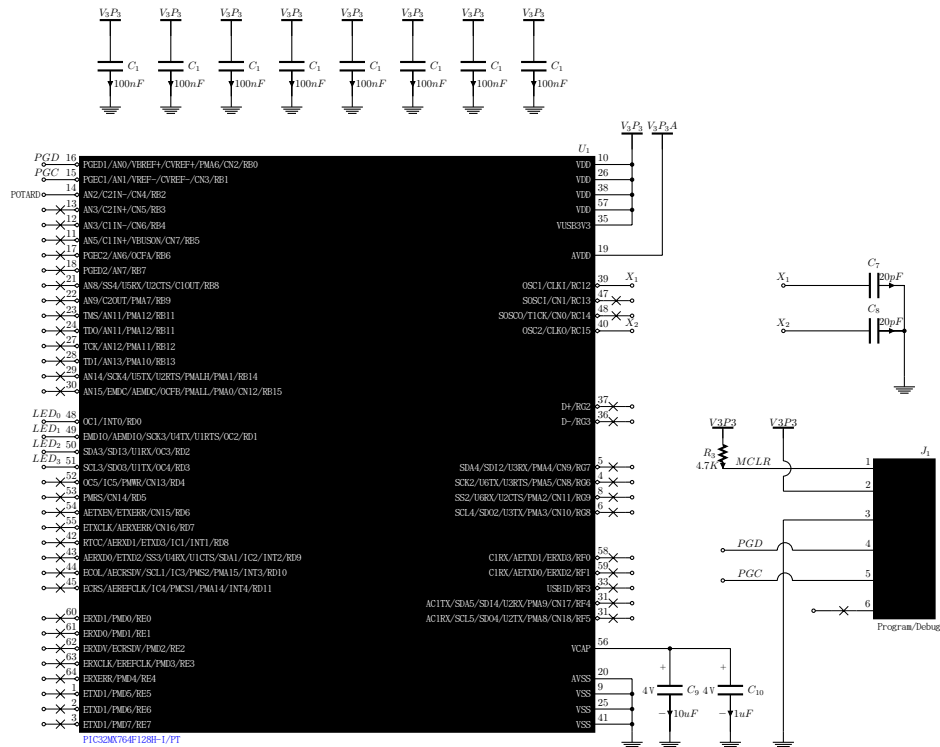 V3P3 V3P3 V3P3 V3P3 V3P3 V3P3 V3P3 V3P3
C1 C1 C1 C1 C1 C1 C1 C1
100nF 100nF 100nF 100nF 100nF 100nF 100nF 100nF
V3P3 V3P3A
U1
PGD 16 PGED1/AN0/VBREF+/CVREF+/PMA6/CN2/RB0 VDD 10
PGC 15 PGEC1/AN1/VREF-/CVREF-/CN3/RB1 VDD 26
POTARD 14 AN2/C2IN-/CN4/RB2 VDD 38
13 AN3/C2IN+/CN5/RB3 VDD 57
12 AN3/C1IN-/CN6/RB4 VUSB3V3 35
11 AN5/C1IN+/VBUSON/CN7/RB5
17 PGEC2/AN6/OCFA/RB6 AVDD 19
18 PGED2/AN7/RB7
21 AN8/SS4/U5RX/U2CTS/C1OUT/RB8 OSC1/CLKI/RC12 39 X1
22 AN9/C2OUT/PMA7/RB9 SOSCI/CN1/RC13 47
23 TMS/AN11/PMA12/RB11 SOSCO/T1CK/CN0/RC14 48
24 TDO/AN11/PMA12/RB11 OSC2/CLKO/RC15 40 X2
27 TCK/AN12/PMA11/RB12
28 TDI/AN13/PMA10/RB13
29 AN14/SCK4/U5TX/U2RTS/PMALH/PMA1/RB14
30 AN15/EMDC/AEMDC/OCFB/PMALL/PMA0/CN12/RB15
D+/RG2 37
LED0 48 OC1/INT0/RD0 D-/RG3 36
LED1 49 EMDIO/AEMDIO/SCK3/U4TX/U1RTS/OC2/RD1
LED2 50 SDA3/SDI3/U1RX/OC3/RD2
LED3 51 SCL3/SDO3/U1TX/OC4/RD3 SDA4/SDI2/U3RX/PMA4/CN9/RG7 5
52 OC5/IC5/PMWR/CN13/RD4 SCK2/U6TX/U3RTS/PMA5/CN8/RG6 4
53 PMRS/CN14/RD5 SS2/U6RX/U2CTS/PMA2/CN11/RG9 8
54 AETXEN/ETXERR/CN15/RD6 SCL4/SDO2/U3TX/PMA3/CN10/RG8 6
55 ETXCLK/AERXERR/CN16/RD7
42 RTCC/AERXD1/ETXD3/IC1/INT1/RD8
43 AERXD0/ETXD2/SS3/U4RX/U1CTS/SDA1/IC2/INT2/RD9 C1RX/AETXD1/ERXD3/RF0 58
44 ECOL/AECRSDV/SCL1/IC3/PMS2/PMA15/INT3/RD10 C1RX/AETXD0/ERXD2/RF1 59
45 ECRS/AEREFCLK/IC4/PMCS1/PMA14/INT4/RD11 USBID/RF3 33
AC1TX/SDA5/SDI4/U2RX/PMA9/CN17/RF4 31
60 ERXD1/PMD0/RE0 AC1RX/SCL5/SDO4/U2TX/PMA8/CN18/RF5 31
61 ERXD0/PMD1/RE1
62 ERXDV/ECRSDV/PMD2/RE2 VCAP 56
63 ERXCLK/EREFCLK/PMD3/RE3
64 ERXERR/PMD4/RE4 AVSS 20
1 ETXD1/PMD5/RE5 VSS 9
2 ETXD1/PMD6/RE6 VSS 25
3 ETXD1/PMD7/RE7 VSS 41
PIC32MX764F128H-I/PT
+ +
4V C9 4V C10
- 10uF - 1uF
C7
X1 20pF
C8
X2 20pF
V3P3 V3P3
R3
4.7K
J1
MCLR 1
2
3
PGD 4
PGC 5
6
Program/Debug